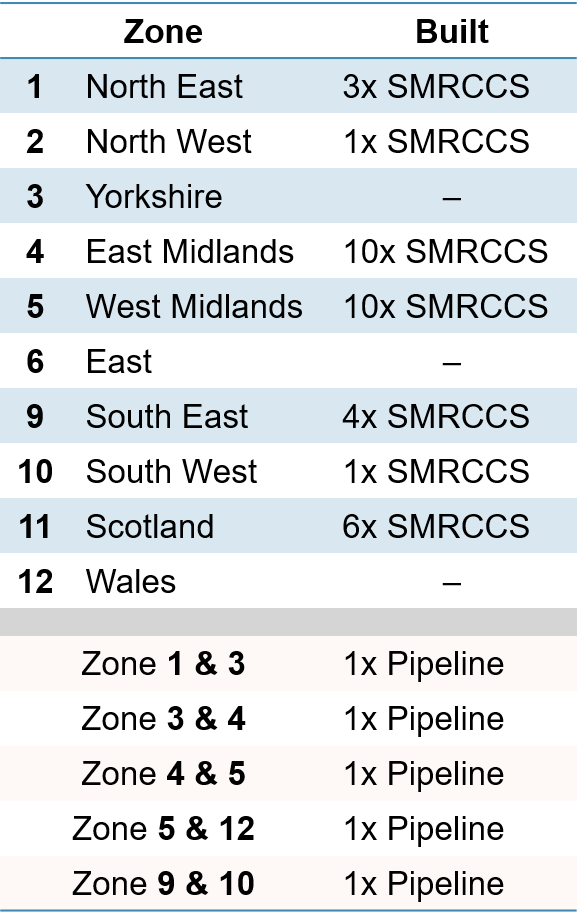 Zone Built
1 North East 3x SMRCCS
2 North West 1x SMRCCS
3 Yorkshire –
4 East Midlands 10x SMRCCS
5 West Midlands 10x SMRCCS
6 East –
9 South East 4x SMRCCS
10 South West 1x SMRCCS
11 Scotland 6x SMRCCS
12 Wales –
Zone 1 & 3 1x Pipeline
Zone 3 & 4 1x Pipeline
Zone 4 & 5 1x Pipeline
Zone 5 & 12 1x Pipeline
Zone 9 & 10 1x Pipeline